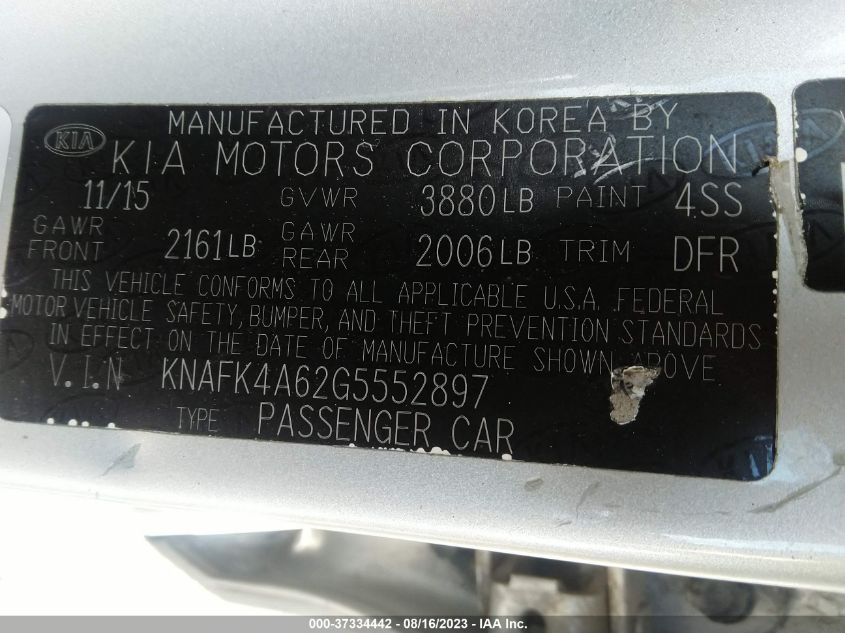 MANUFACTURED IN KOREA BY
KIA KIA MOTORS CORPORATION
11/15 GVWR 3880LB PAINT 4SS
GAWR FRONT 2161LB GAWR REAR 2006LB TRIM DFR
THIS VEHICLE CONFORMS TO ALL APPLICABLE U.S.A. FEDERAL
MOTOR VEHICLE SAFETY, BUMPER, AND THEFT PREVENTION STANDARDS
IN EFFECT ON THE DATE OF MANUFACTURE SHOWN ABOVE
V.I.N KNAFK4A62G5552897
TYPE PASSENGER CAR
000-37334442 - 08/16/2023 - IAA Inc.